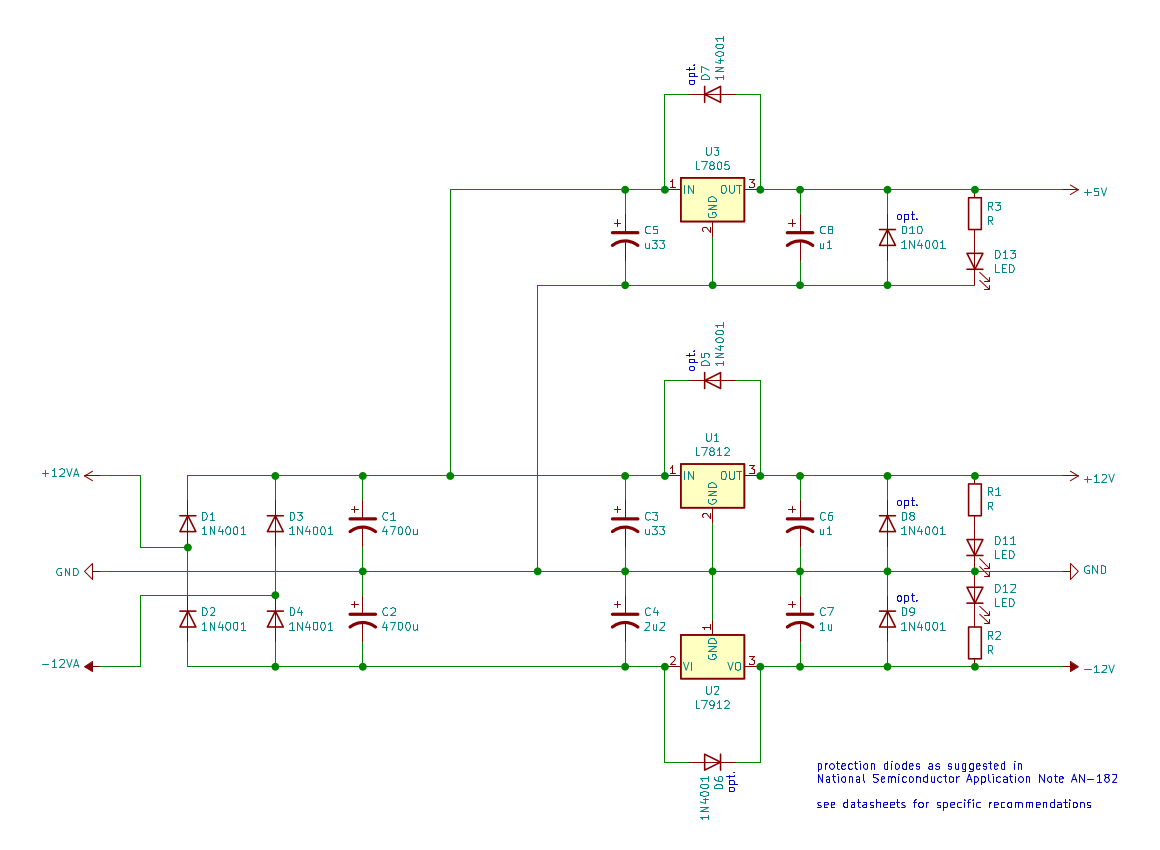 opt.
D7
1N4001
U3
L7805
1
IN
OUT
3
GND
2
+5V
C5
u33
C8
u1
opt.
D10
1N4001
R3
R
D13
LED
opt.
D5
1N4001
U1
L7812
1
IN
OUT
3
GND
2
+12VA
+12V
D1
1N4001
D3
1N4001
C1
4700u
C3
u33
C6
u1
opt.
D8
1N4001
R1
R
D11
LED
GND
GND
D2
1N4001
D4
1N4001
C2
4700u
C4
2u2
C7
1u
opt.
D9
1N4001
D12
LED
R2
R
1
GND
2
VI
VO
3
U2
L7912
-12VA
-12V
1N4001
D6
opt.
protection diodes as suggested in
National Semiconductor Application Note AN-182
see datasheets for specific recommendations
+
+
+
+
+
+
+
+